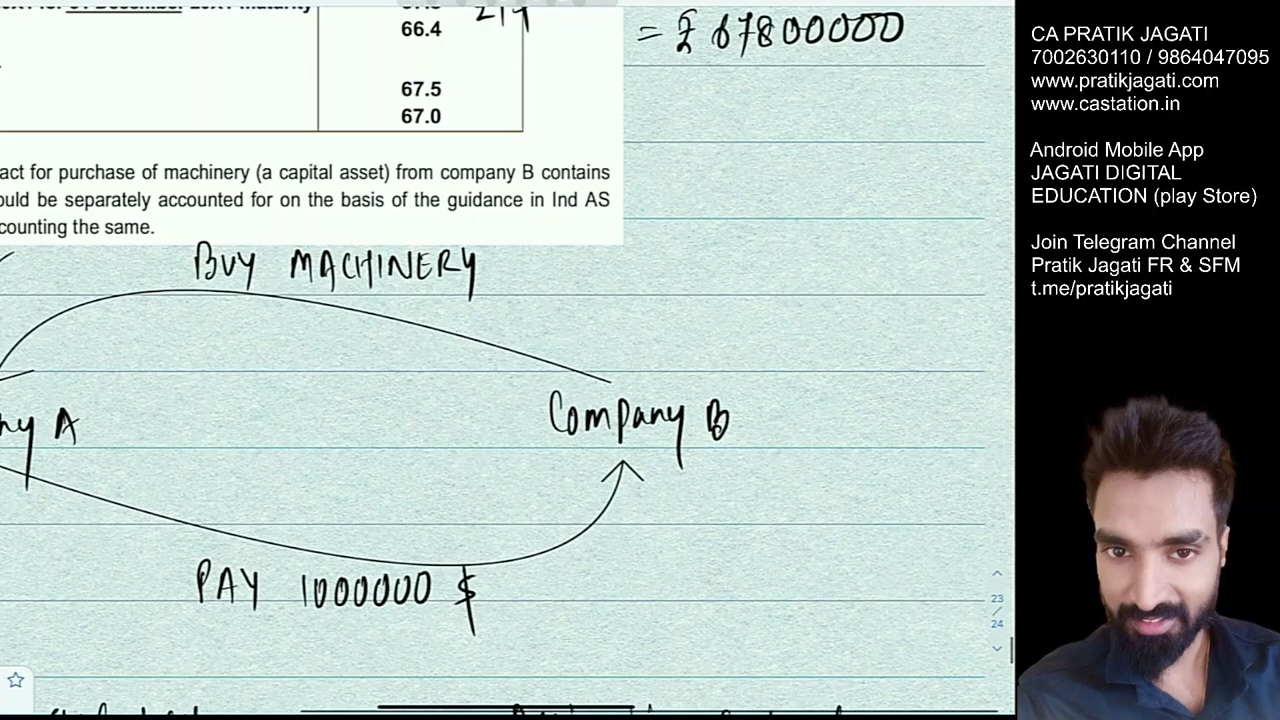 66.4
= ₹ 67800000
67.5
67.0
act for purchase of machinery (a capital asset) from company B contains
ould be separately accounted for on the basis of the guidance in Ind AS
counting the same.
BUY MACHINERY
ny A
Company B
PAY 1000000 $
23
/
24
CA PRATIK JAGATI
7002630110 / 9864047095
www.pratikjagati.com
www.castation.in
Android Mobile App
JAGATI DIGITAL
EDUCATION (play Store)
Join Telegram Channel
Pratik Jagati FR & SFM
t.me/pratikjagati